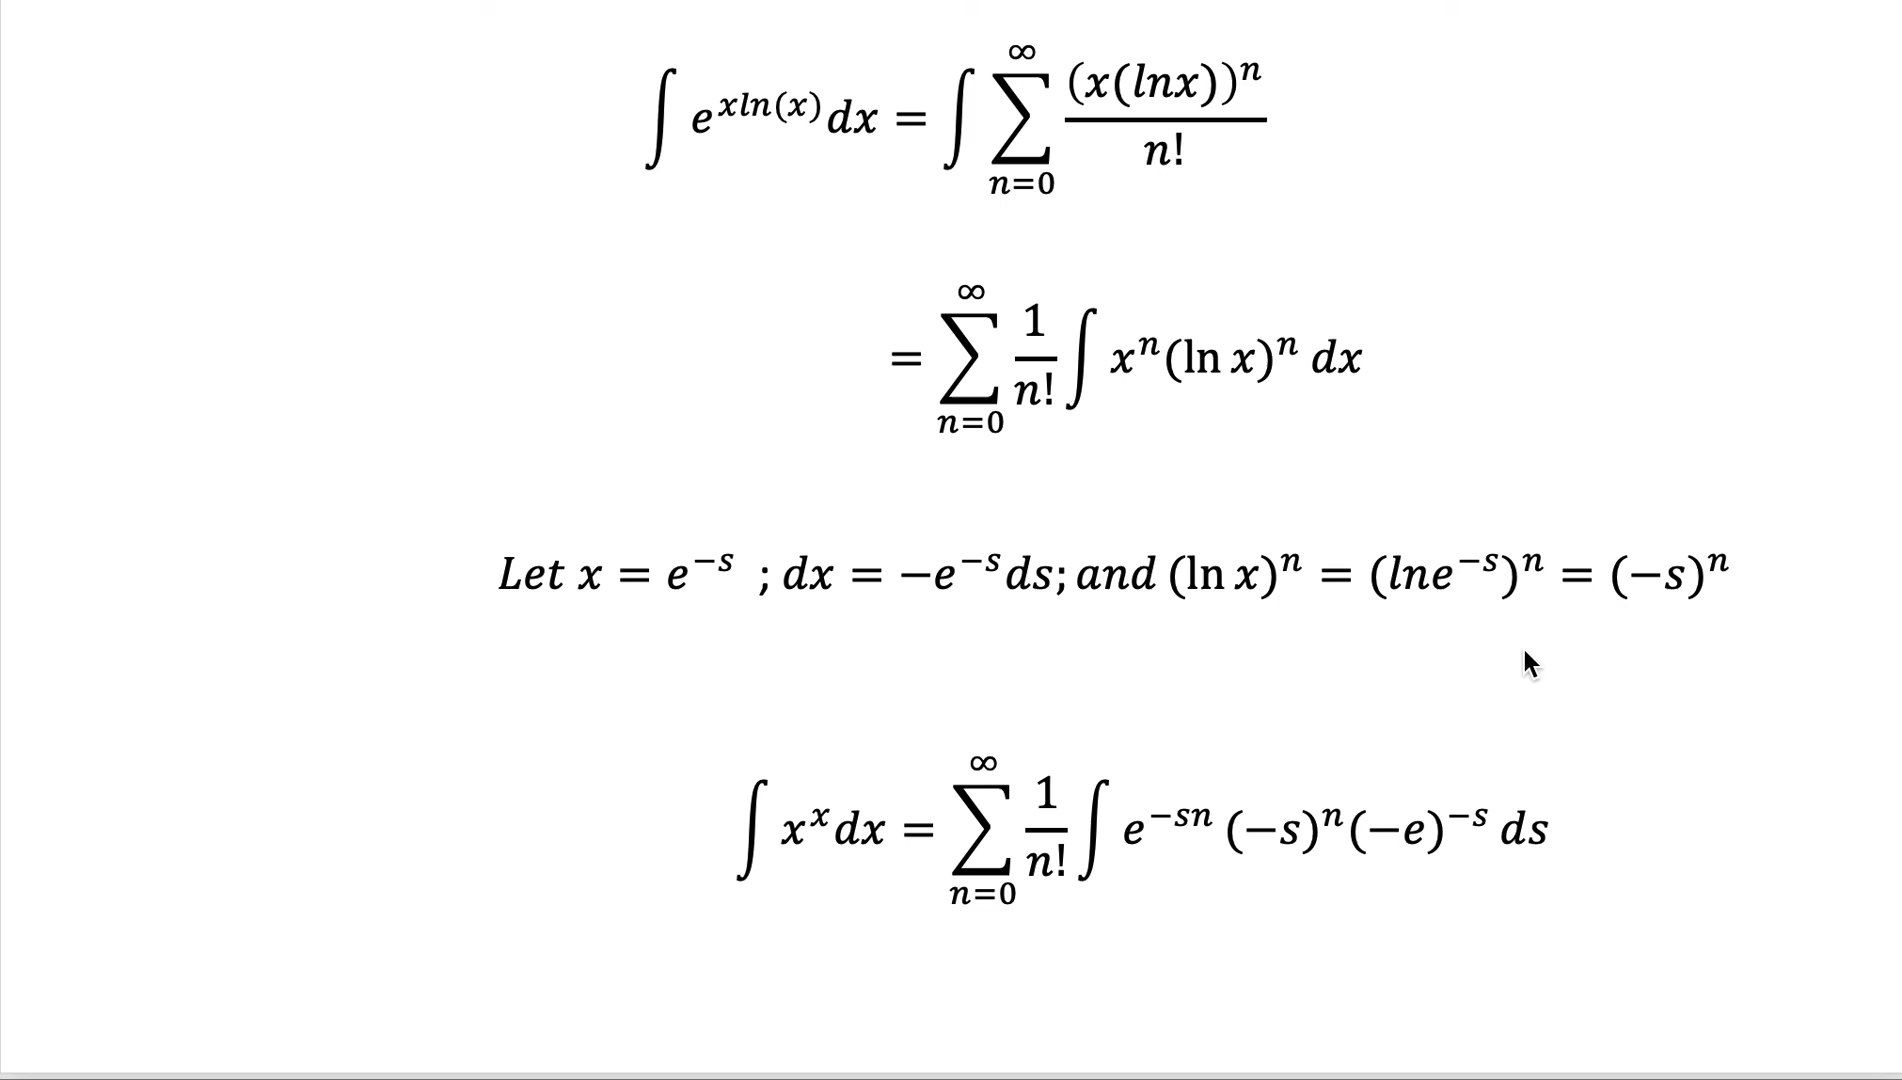 ∫ e^{xln(x)} dx = ∫ ∑_{n=0}^{∞} (x(lnx))^n / n!
= ∑_{n=0}^{∞} 1/n! ∫ x^n (ln x)^n dx
Let x = e^{−s} ; dx = −e^{−s} ds; and (ln x)^n = (lne^{−s})^n = (−s)^n
∫ x^x dx = ∑_{n=0}^{∞} 1/n! ∫ e^{−sn} (−s)^n (−e)^{−s} ds